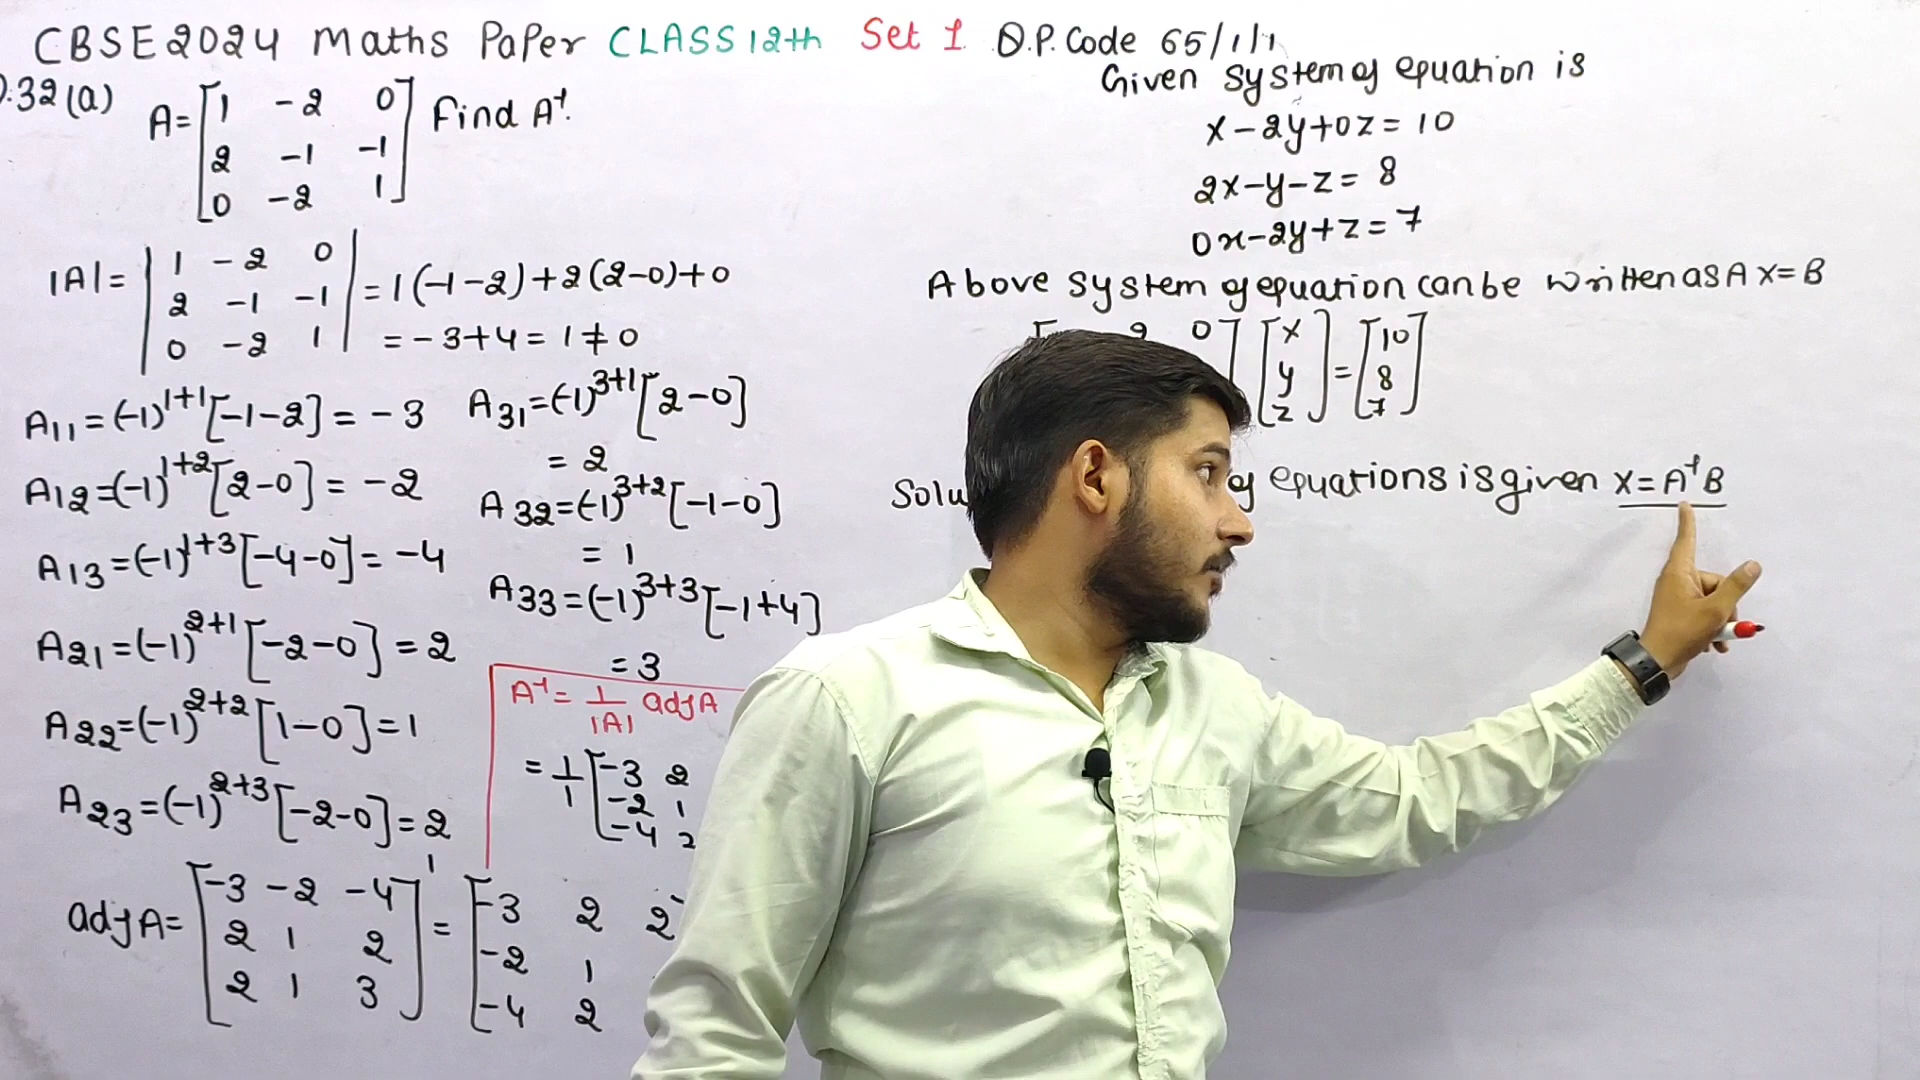 CBSE 2024 Maths Paper CLASS 12th Set 1 Q.P. Code 65/1/1
:32(a) A = [1 -2 0
2 -1 -1
0 -2 1] Find A⁻¹.
|A| = |1 -2 0
2 -1 -1
0 -2 1| = 1(-1-2)+2(2-0)+0
= -3+4 = 1 ≠ 0
A11 = (-1)^1+1 [-1-2] = -3
A12 = (-1)^1+2 [2-0] = -2
A13 = (-1)^1+3 [-4-0] = -4
A21 = (-1)^2+1 [-2-0] = 2
A22 = (-1)^2+2 [1-0] = 1
A23 = (-1)^2+3 [-2-0] = 2
A31 = (-1)^3+1 [2-0]
= 2
A32 = (-1)^3+2 [-1-0]
= 1
A33 = (-1)^3+3 [-1+4]
= 3
A⁻¹ = 1/|A| adj A
= 1/1 [-3 2
-2 1
-4 2
adj A = [-3 -2 -4
2 1 2
2 1 3]' = [-3 2 2
-2 1
-4 2
Given system of equation is
x-2y+0z = 10
2x-y-z = 8
0x-2y+z = 7
Above system of equation can be written as AX = B
2 0] [x y z] = [10 8 7]
of equations is given X = A⁻¹B